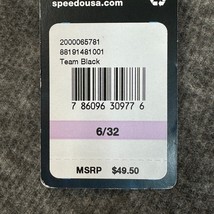 speedousa.com
2000065781
88191481001
Team Black
7 86096 30977 6
6/32
MSRP $49.50